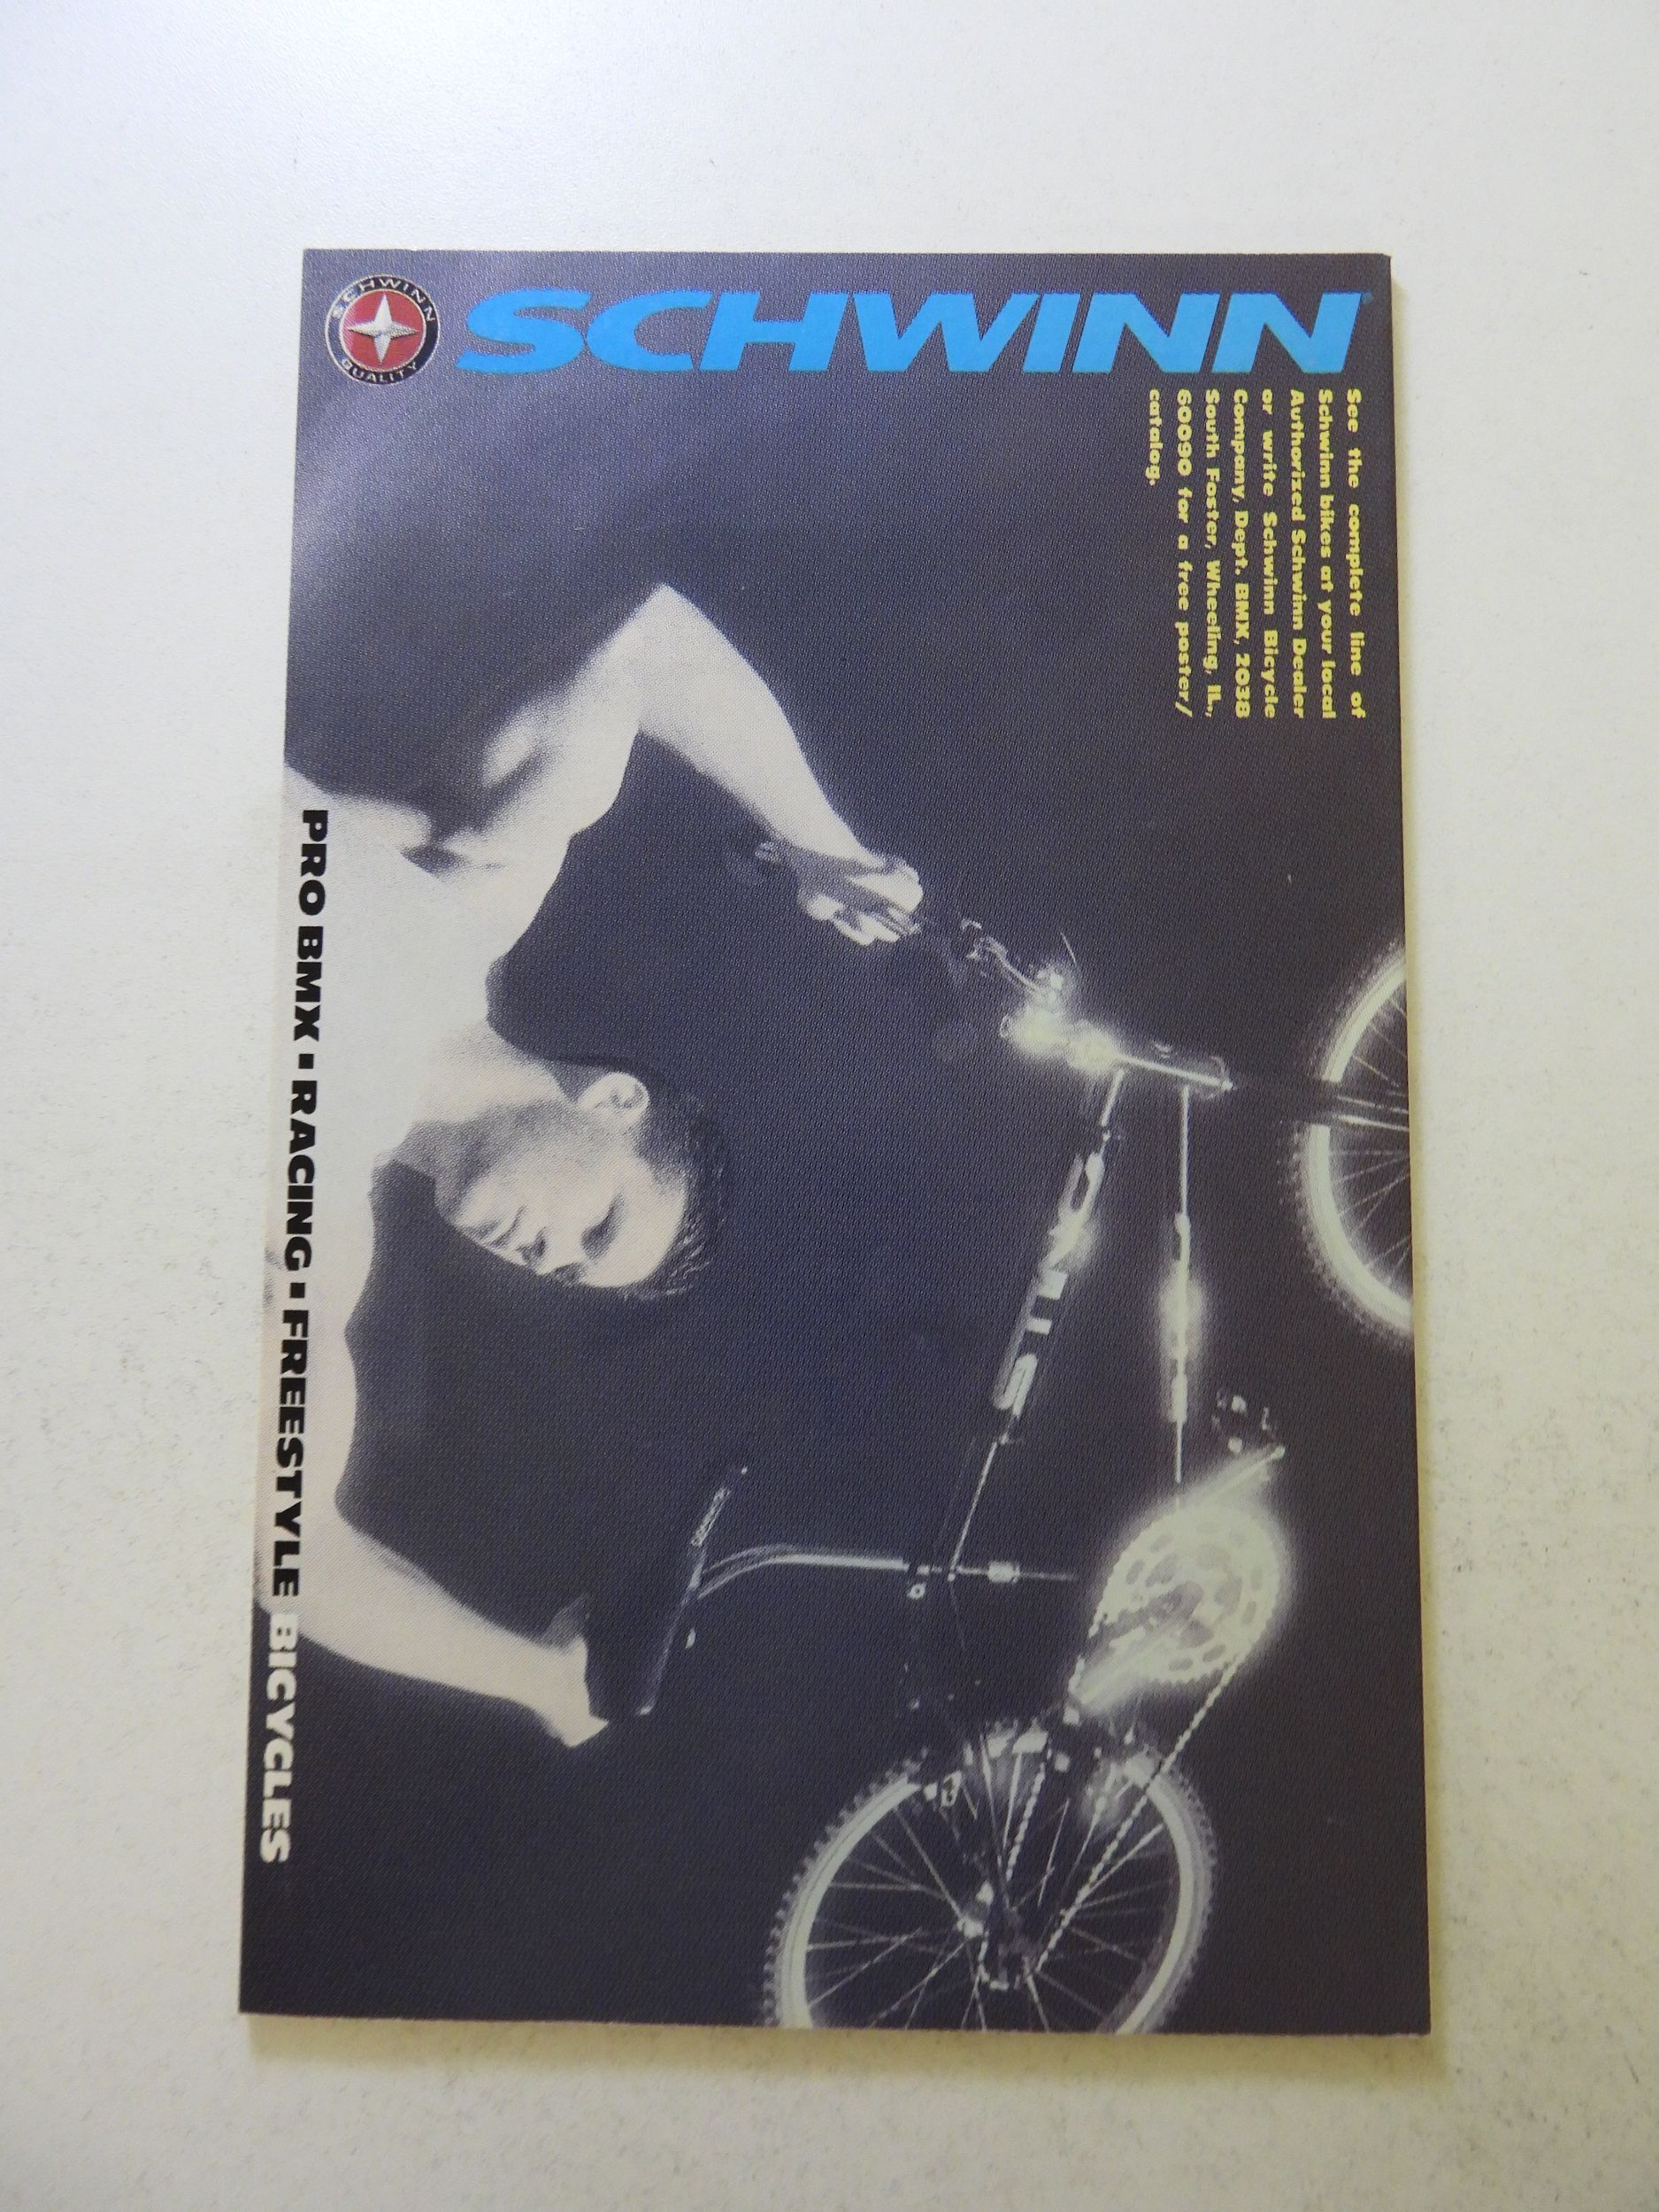 SCHWINN
SCHWINN
QUALITY
See the complete line of
Schwinn bikes at your local
Authorized Schwinn Dealer
or write Schwinn Bicycle
Company, Dept. BMX, 2038
South Foster, Wheeling, IL,
60090 for a free poster/
catalog.
PRO BMX ▪ RACING ▪ FREESTYLE BICYCLES